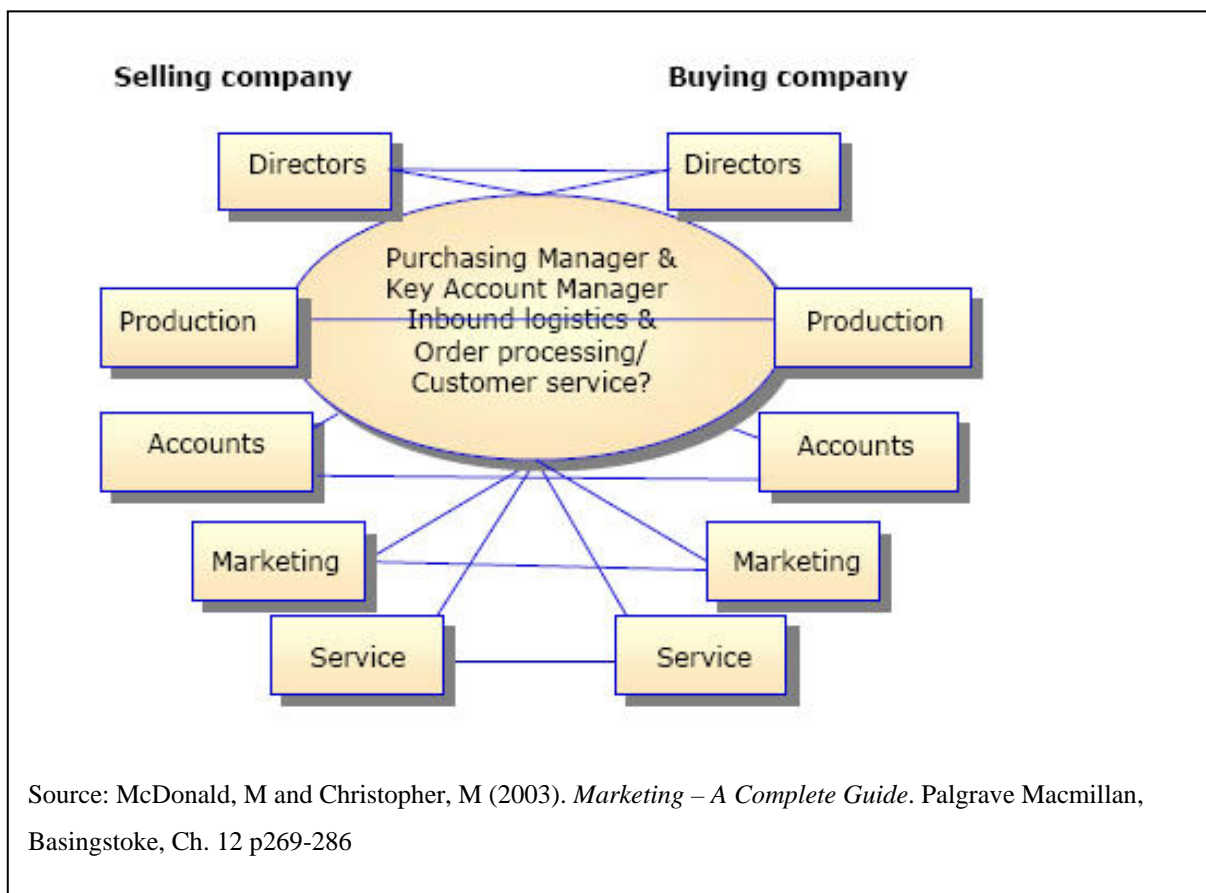 Selling company
Buying company
Directors
Directors
Purchasing Manager &
Key Account Manager
Inbound logistics &
Order processing/
Customer service?
Production
Production
Accounts
Accounts
Marketing
Marketing
Service
Service
Source: McDonald, M and Christopher, M (2003). Marketing – A Complete Guide. Palgrave Macmillan,
Basingstoke, Ch. 12 p269-286